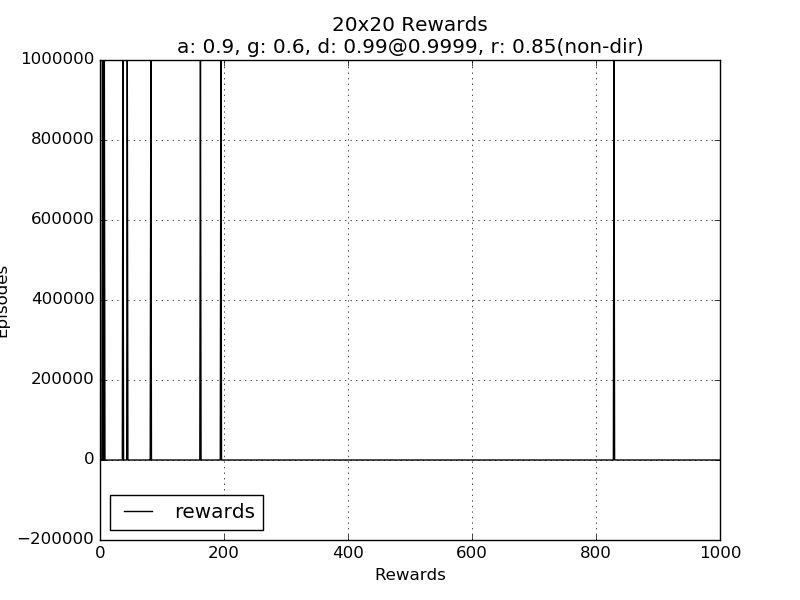 20x20 Rewards
a: 0.9, g: 0.6, d: 0.99@0.9999, r: 0.85(non-dir)
1000000
800000
600000
400000
200000
0
−200000
Episodes
rewards
0 200 400 600 800 1000
Rewards